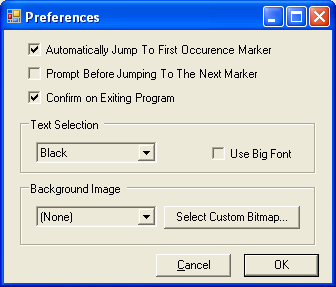 Preferences
Automatically Jump To First Occurence Marker
Prompt Before Jumping To The Next Marker
Confirm on Exiting Program
Text Selection
Black
Use Big Font
Background Image
(None)
Select Custom Bitmap...
Cancel
OK